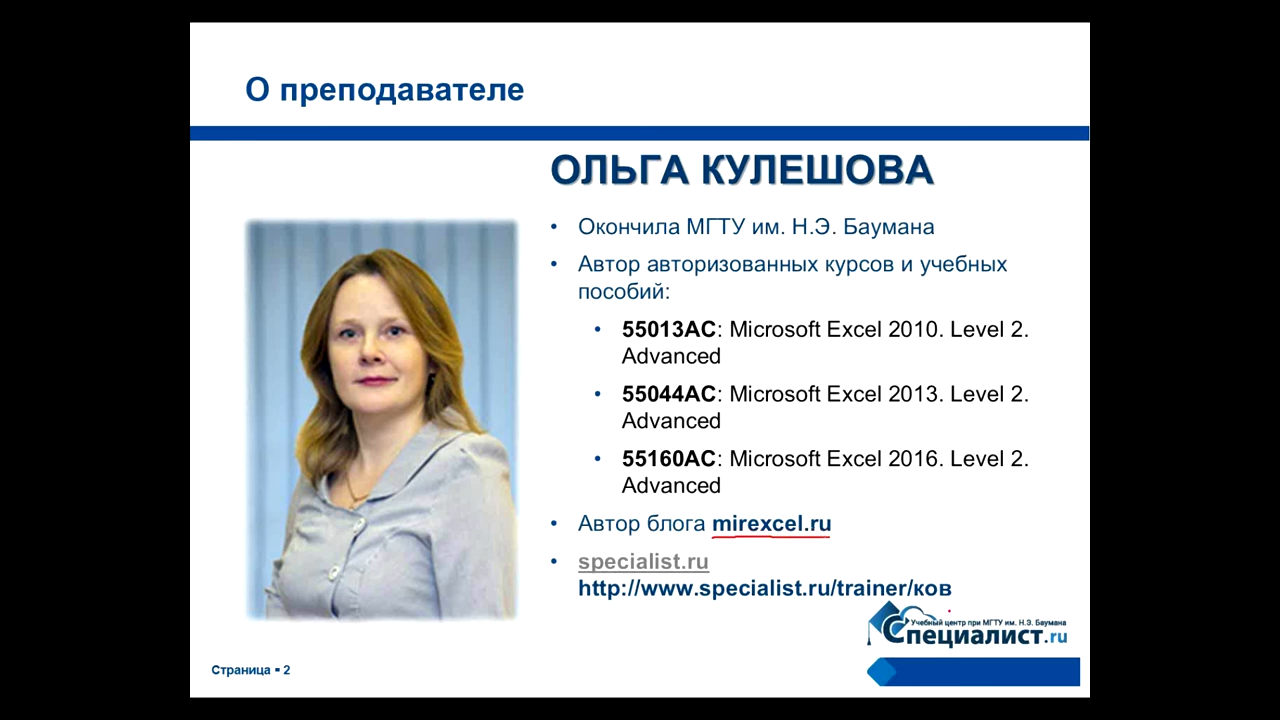 О преподавателе
ОЛЬГА КУЛЕШОВА
• Окончила МГТУ им. Н.Э. Баумана
• Автор авторизованных курсов и учебных
пособий:
• 55013AC: Microsoft Excel 2010. Level 2.
Advanced
• 55044AC: Microsoft Excel 2013. Level 2.
Advanced
• 55160AC: Microsoft Excel 2016. Level 2.
Advanced
• Автор блога mirexcel.ru
• specialist.ru
http://www.specialist.ru/trainer/ков
Учебный центр при МГТУ им. Н.Э. Баумана
Специалист.ru
Страница ▪ 2